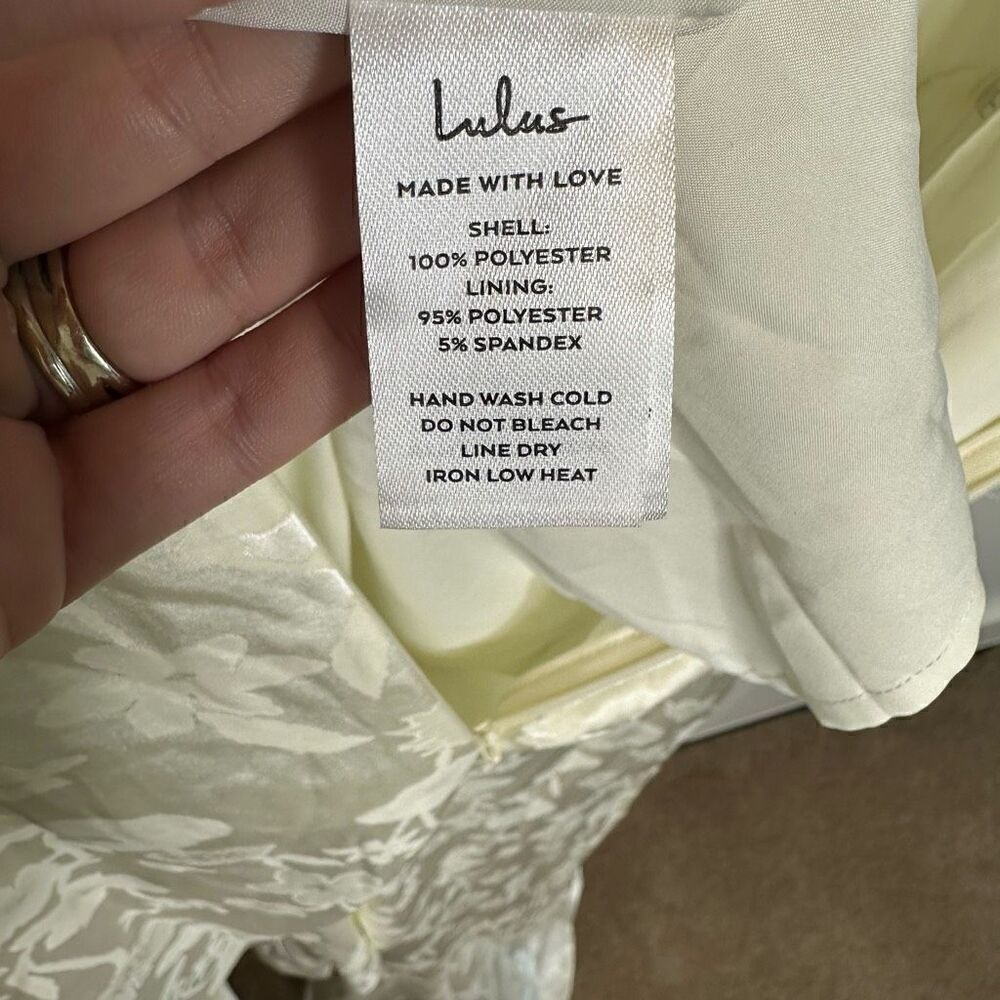 Lulus
MADE WITH LOVE
SHELL:
100% POLYESTER
LINING:
95% POLYESTER
5% SPANDEX
HAND WASH COLD
DO NOT BLEACH
LINE DRY
IRON LOW HEAT